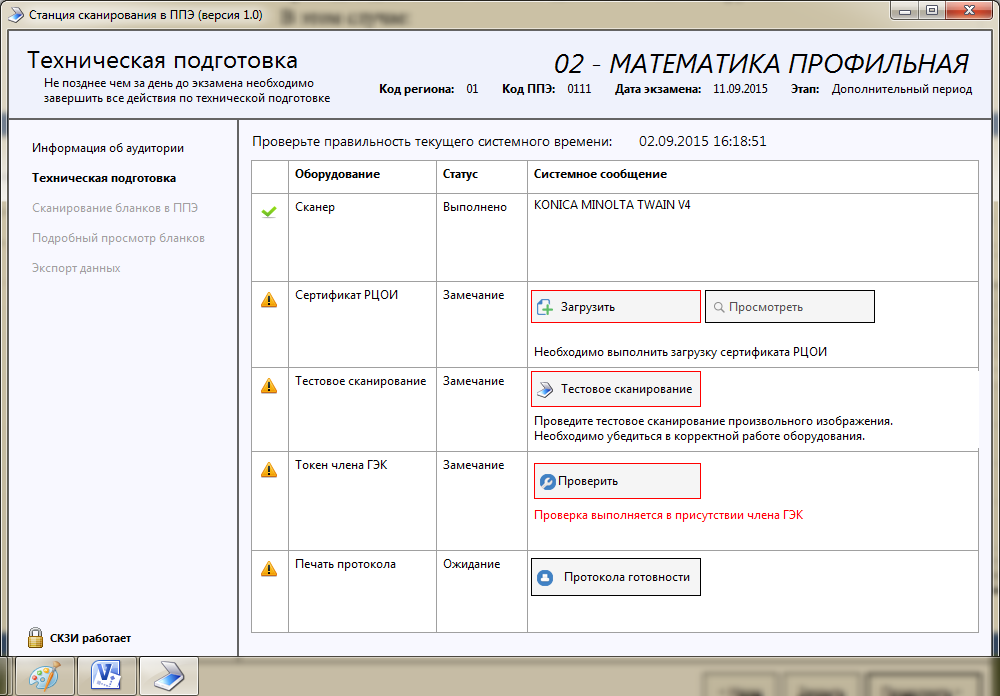 Станция сканирования в ППЭ (версия 1.0)
В этом случае
Техническая подготовка
Не позднее чем за день до экзамена необходимо
завершить все действия по технической подготовке
02 - МАТЕМАТИКА ПРОФИЛЬНАЯ
Код региона: 01 Код ППЭ: 0111 Дата экзамена: 11.09.2015 Этап: Дополнительный период
Информация об аудитории
Техническая подготовка
Сканирование бланков в ППЭ
Подробный просмотр бланков
Экспорт данных
СКЗИ работает
Проверьте правильность текущего системного времени: 02.09.2015 16:18:51
Оборудование Статус Системное сообщение
Сканер Выполнено KONICA MINOLTA TWAIN V4
Сертификат РЦОИ Замечание
Загрузить Просмотреть
Необходимо выполнить загрузку сертификата РЦОИ
Тестовое сканирование Замечание
Тестовое сканирование
Проведите тестовое сканирование произвольного изображения.
Необходимо убедиться в корректной работе оборудования.
Токен члена ГЭК Замечание
Проверить
Проверка выполняется в присутствии члена ГЭК
Печать протокола Ожидание
Протокола готовности